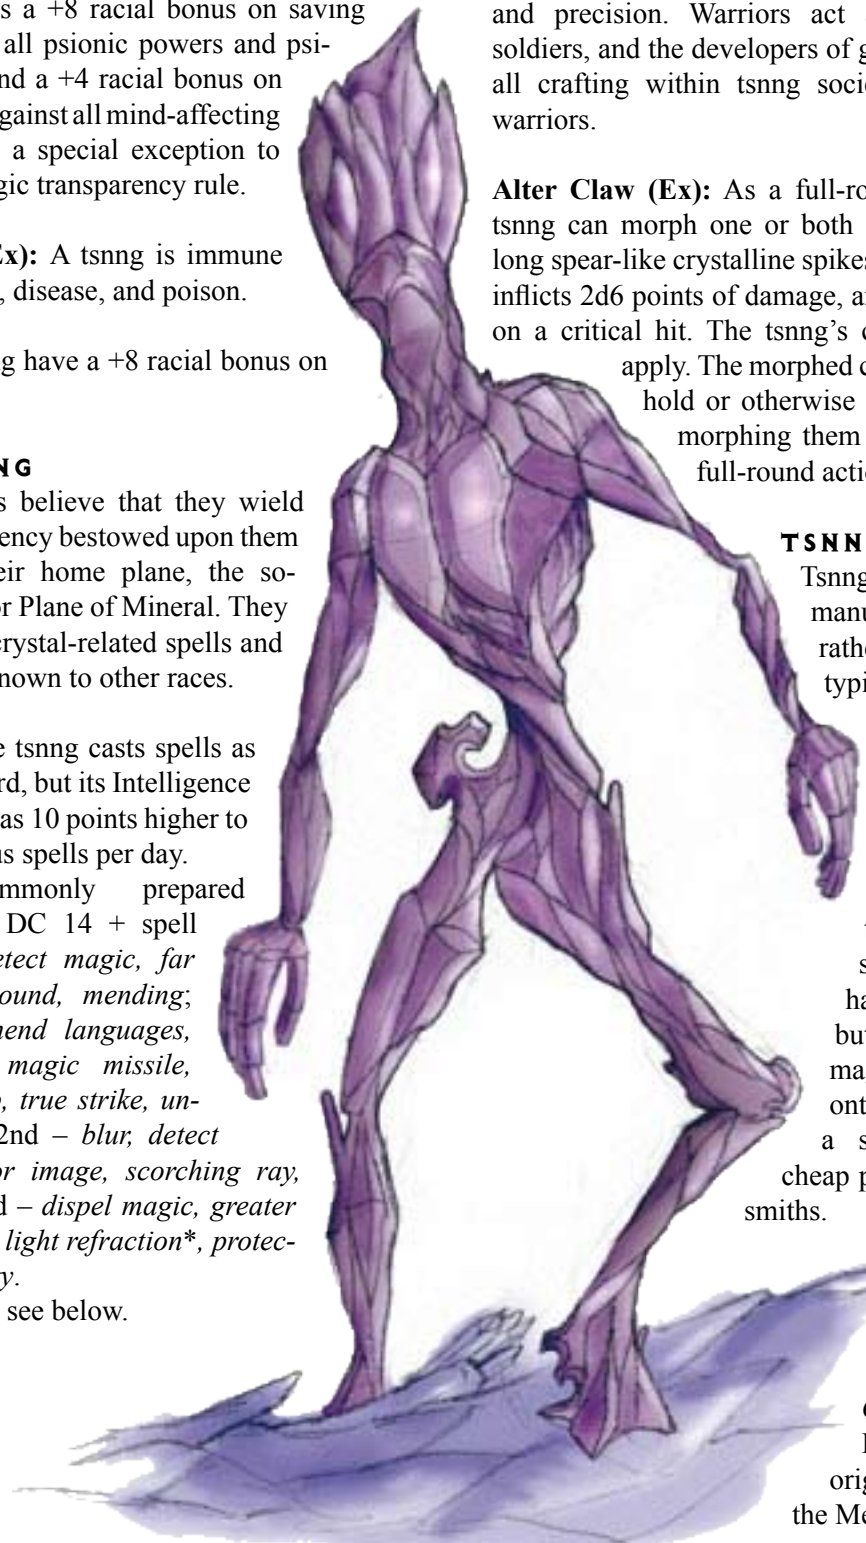 s a +8 racial bonus on saving
all psionic powers and psi-
nd a +4 racial bonus on
gainst all mind-affecting
a special exception to
gic transparency rule.
Ex): A tsnng is immune
, disease, and poison.
g have a +8 racial bonus on
NG
s believe that they wield
ency bestowed upon them
eir home plane, the so-
or Plane of Mineral. They
crystal-related spells and
nown to other races.
e tsnng casts spells as
rd, but its Intelligence
as 10 points higher to
us spells per day.
ommonly prepared
DC 14 + spell
etect magic, far
ound, mending;
hend languages,
magic missile,
, true strike, un-
2nd – blur, detect
or image, scorching ray,
d – dispel magic, greater
light refraction*, protec-
y.
see below.
and precision. Warriors act
soldiers, and the developers of g
all crafting within tsnng socie
warriors.
Alter Claw (Ex): As a full-ro
tsnng can morph one or both
long spear-like crystalline spikes
inflicts 2d6 points of damage, a
on a critical hit. The tsnng’s c
apply. The morphed c
hold or otherwise
morphing them
full-round actio
TSNN
Tsnng
manu
rathe
typi
s
ha
but
ma
ont
a s
cheap p
smiths.
orig
the Me